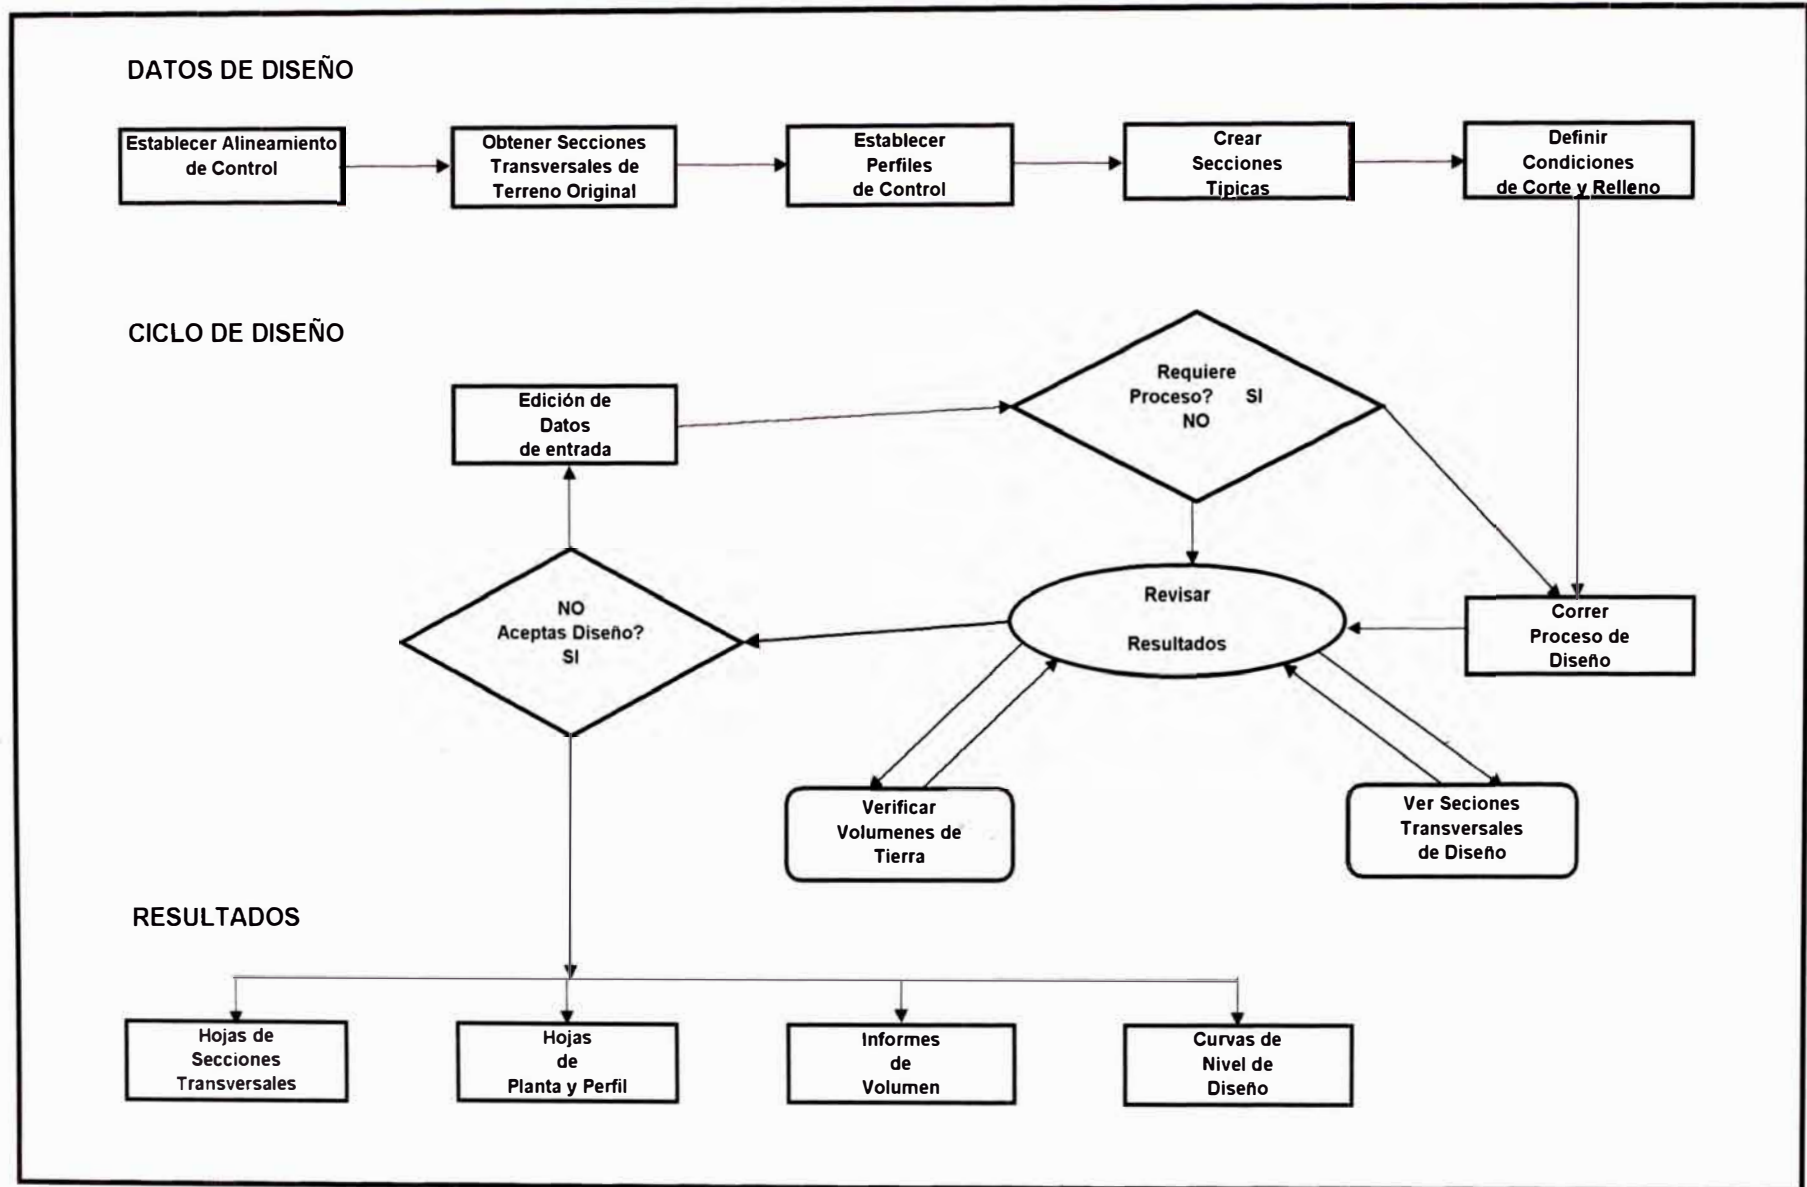 DATOS DE DISEÑO
Establecer Alineamiento
de Control
Obtener Secciones
Transversales de
Terreno Original
Establecer
Perfiles
de Control
Crear
Secciones
Tipicas
Definir
Condiciones
de Corte y Relleno
CICLO DE DISEÑO
Edición de
Datos
de entrada
Requiere
Proceso? SI
NO
NO
Aceptas Diseño?
SI
Revisar
Resultados
Correr
Proceso de
Diseño
Verificar
Volumenes de
Tierra
Ver Seciones
Transversales
de Diseño
RESULTADOS
Hojas de
Secciones
Transversales
Hojas
de
Planta y Perfil
Informes
de
Volumen
Curvas de
Nivel de
Diseño